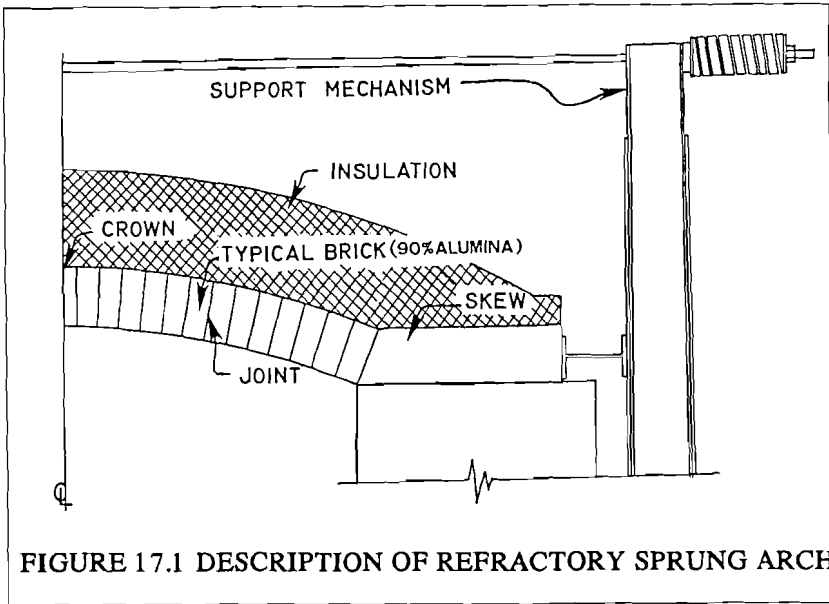 SUPPORT MECHANISM
INSULATION
CROWN
TYPICAL BRICK (90% ALUMINA)
SKEW
JOINT
℄
FIGURE 17.1 DESCRIPTION OF REFRACTORY SPRUNG ARCH